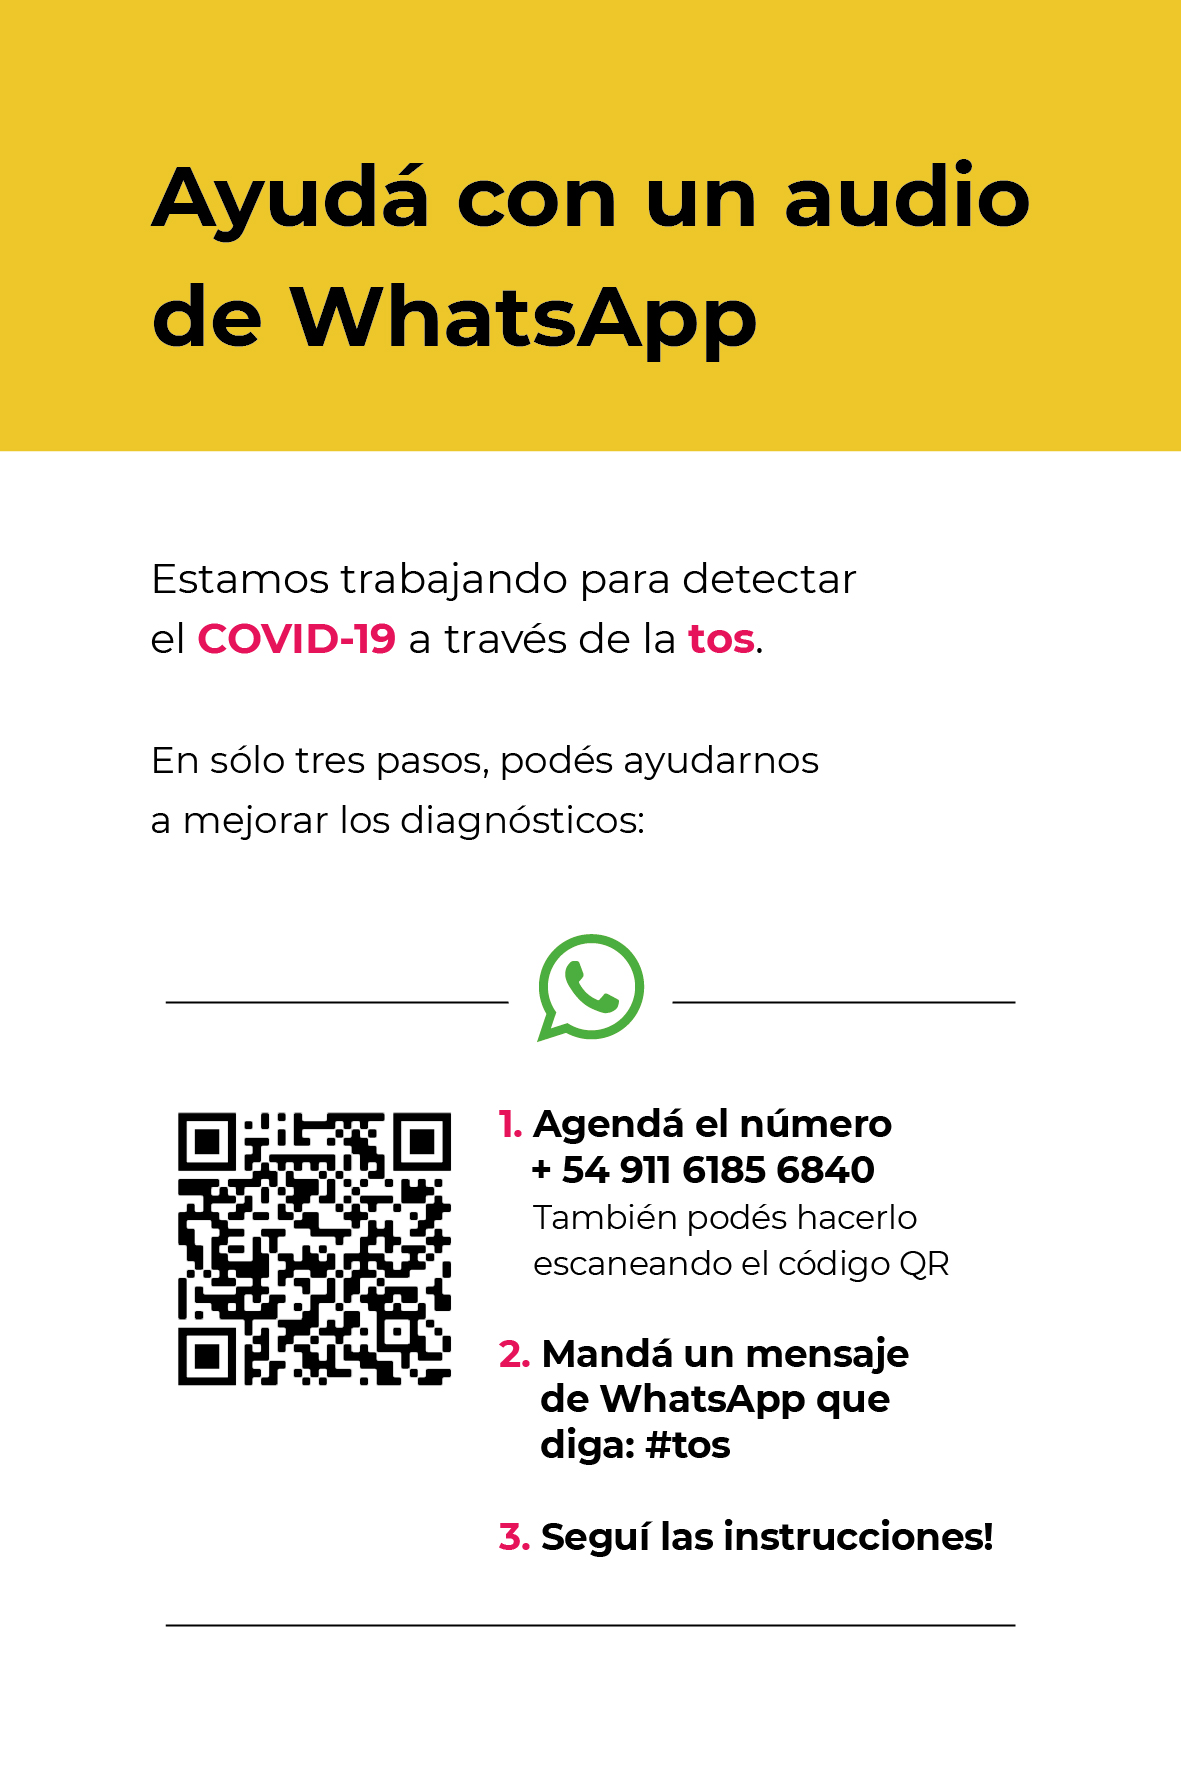 Ayudá con un audio
de WhatsApp
Estamos trabajando para detectar
el COVID-19 a través de la tos.
En sólo tres pasos, podés ayudarnos
a mejorar los diagnósticos:
1. Agendá el número
+ 54 911 6185 6840
También podés hacerlo
escaneando el código QR
2. Mandá un mensaje
de WhatsApp que
diga: #tos
3. Seguí las instrucciones!